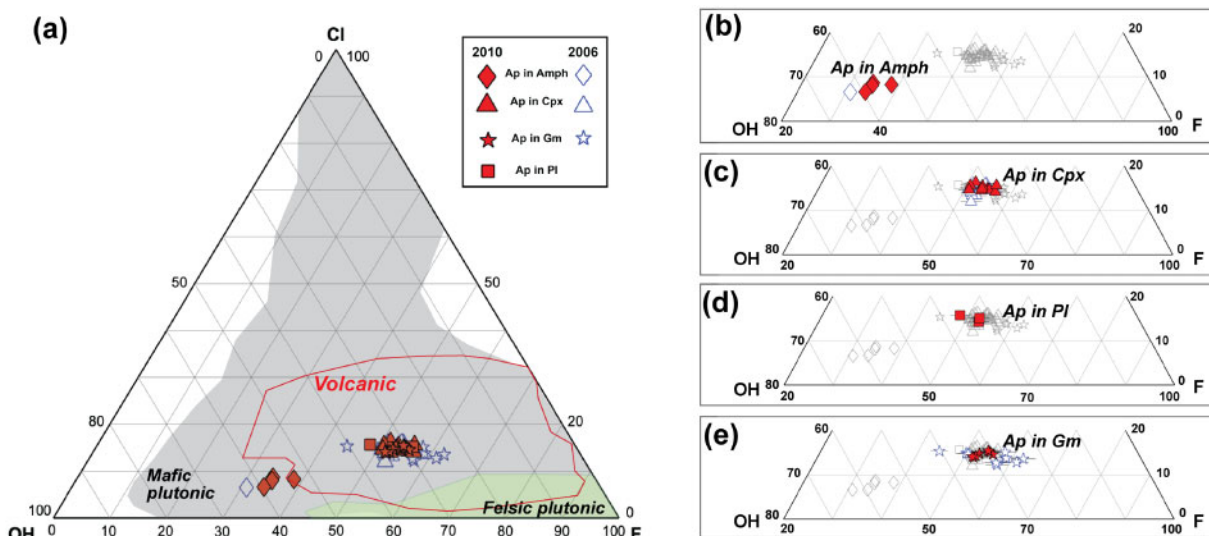 (a)
Cl
0 100
2010 2006
Ap in Amph
Ap in Cpx
Ap in Gm
Ap in Pl
50 50
Volcanic
80 20
Mafic
plutonic
Felsic plutonic
100 0
OH 10 20 30 40 50 60 70 80 90 100 F
(b)
60 20
Ap in Amph
70 10
80 0
OH F
20 40 100
(c)
60 20
Ap in Cpx
70 10
80 0
OH F
20 50 70 100
(d)
60 20
Ap in Pl
70 10
80 0
OH F
20 50 70 100
(e)
60 20
Ap in Gm
70 10
80 0
OH F
20 50 70 100